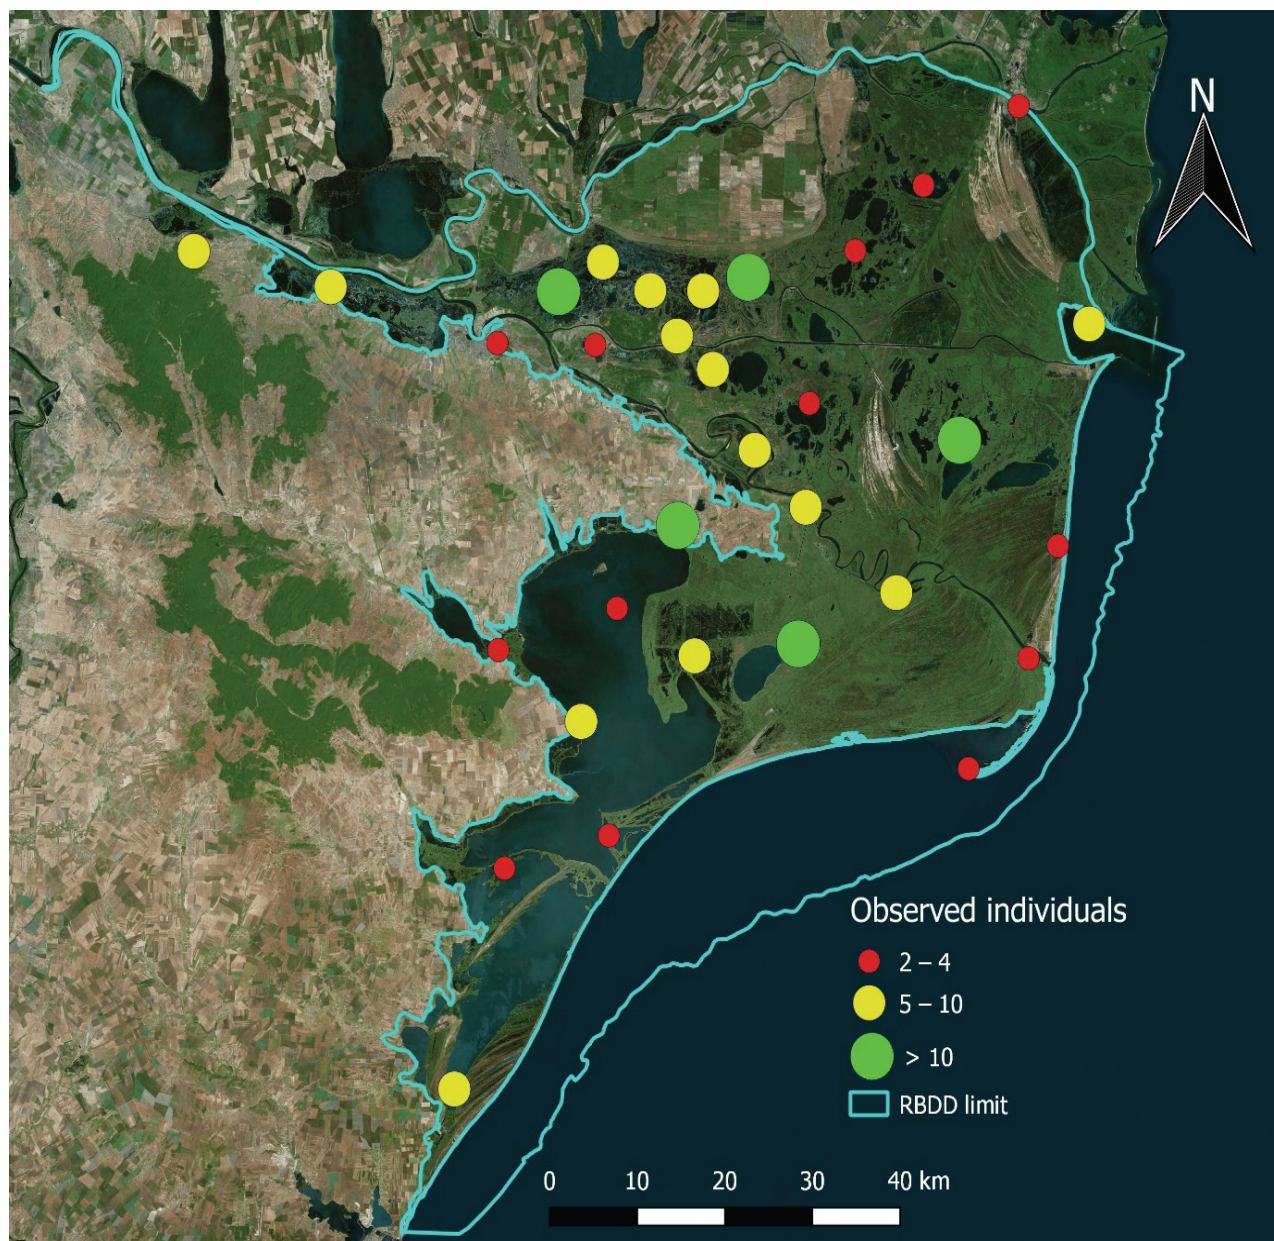 N
Observed individuals
2 – 4
5 – 10
> 10
RBDD limit
0 10 20 30 40 km